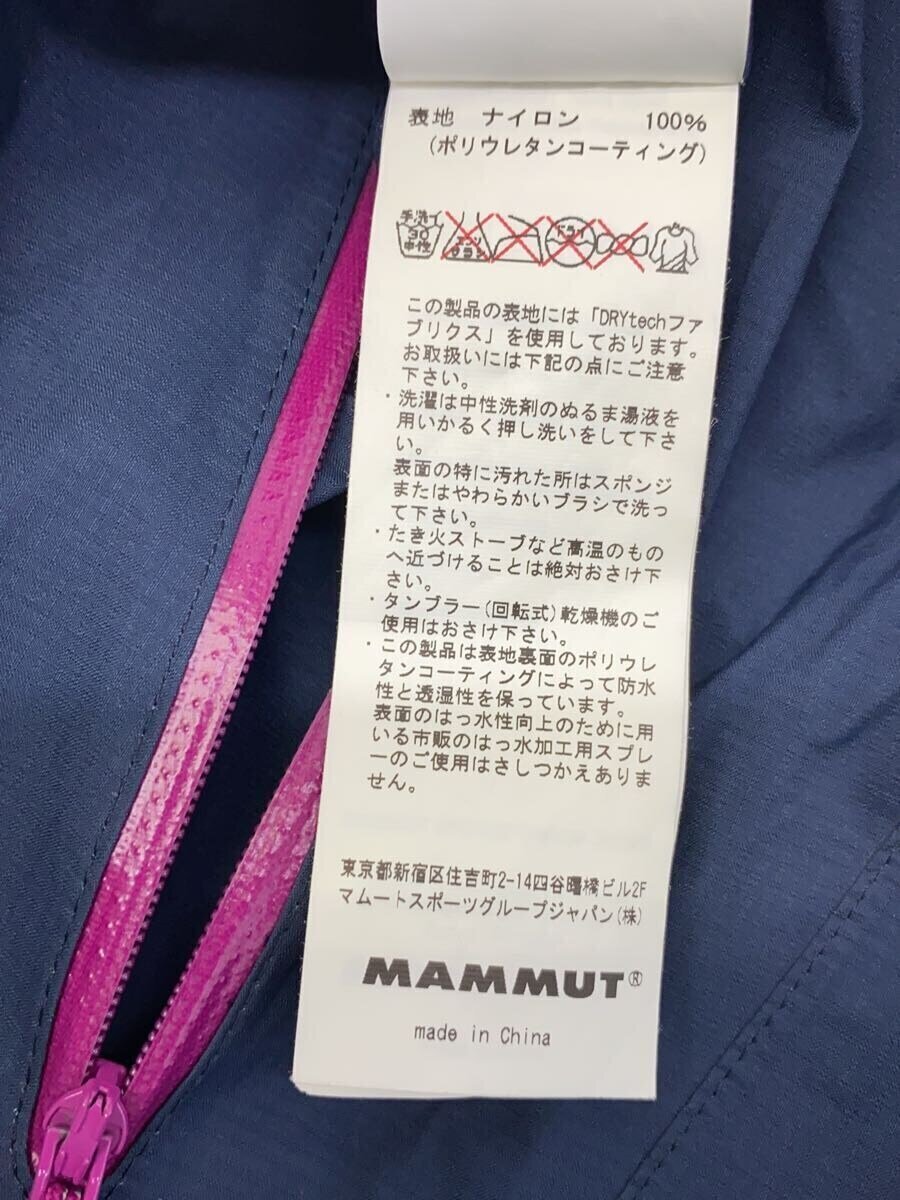 表地　ナイロン　100%
(ポリウレタンコーティング)
手洗イ
30
中性
エンソ
サラシ
ドライ
この製品の表地には「DRYtechファ
ブリクス」を使用しております。
お取扱いには下記の点にご注意
下さい。
・洗濯は中性洗剤のぬるま湯液を
用いかるく押し洗いをして下さ
い。
表面の特に汚れた所はスポンジ
またはやわらかいブラシで洗っ
て下さい。
・たき火ストーブなど高温のもの
へ近づけることは絶対おさけ下
さい。
・タンブラー(回転式)乾燥機のご
使用はおさけ下さい。
・この製品は表地裏面のポリウレ
タンコーティングによって防水
性と透湿性を保っています。
表面のはっ水性向上のために用
いる市販のはっ水加工用スプレ
ーのご使用はさしつかえありま
せん。
東京都新宿区住吉町2-14四谷曙橋ビル2F
マムートスポーツグループジャパン(株)
MAMMUT®
made in China